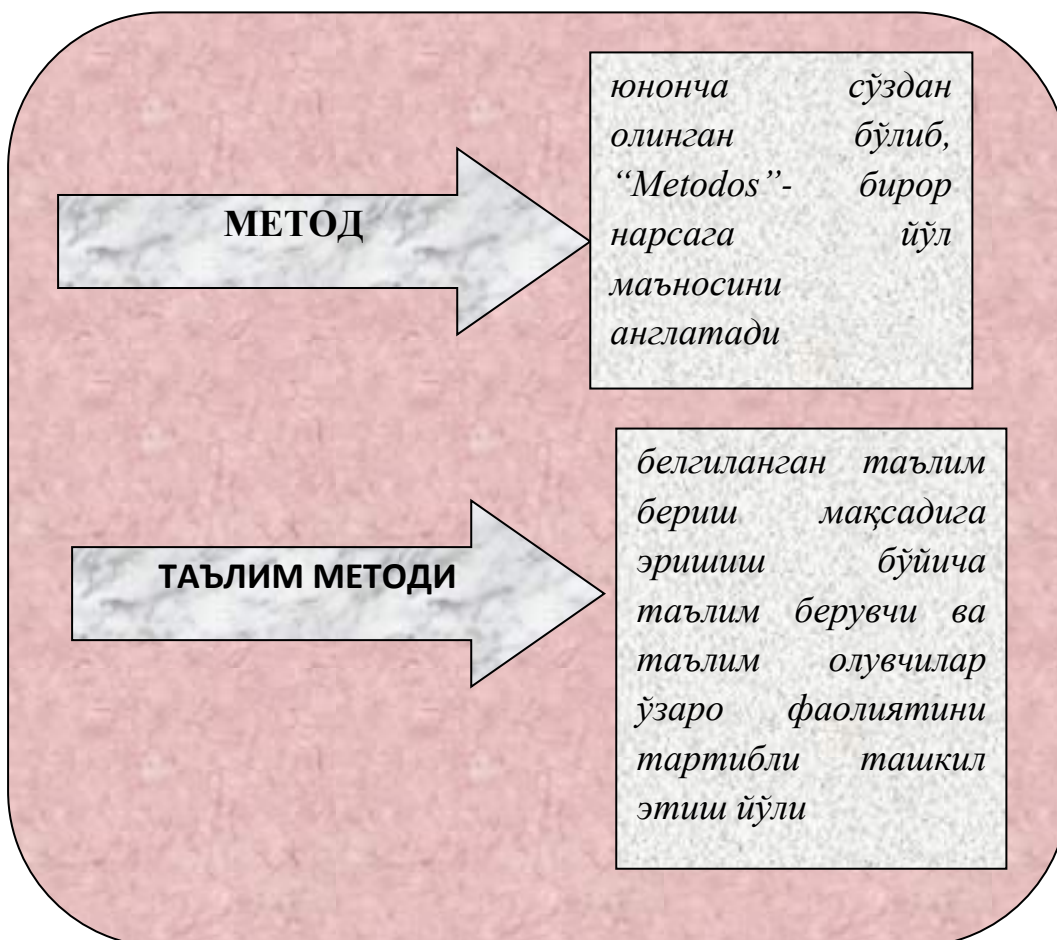 МЕТОД
юнонча сўздан
олинган бўлиб,
“Metodos”- бирор
нарсага йўл
маъносини
англатади
ТАЪЛИМ МЕТОДИ
белгиланган таълим
бериш мақсадига
эришиш бўйича
таълим берувчи ва
таълим олувчилар
ўзаро фаолиятини
тартибли ташкил
этиш йўли